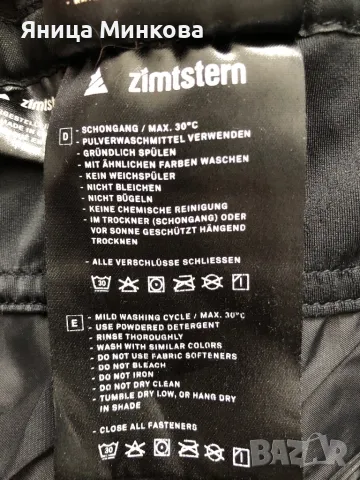 Яница Минкова
zimtstern
zimtstern
D - SCHONGANG / MAX. 30°C
- PULVERWASCHMITTEL VERWENDEN
- GRÜNDLICH SPÜLEN
- MIT ÄHNLICHEN FARBEN WASCHEN
- KEIN WEICHSPÜLER
- NICHT BLEICHEN
- NICHT BÜGELN
- KEINE CHEMISCHE REINIGUNG
- IM TROCKNER (SCHONGANG) ODER
VOR SONNE GESCHÜTZT HÄNGEND
TROCKNEN
- ALLE VERSCHLÜSSE SCHLIESSEN
30
E - MILD WASHING CYCLE / MAX. 30°C
- USE POWDERED DETERGENT
- RINSE THOROUGHLY
- WASH WITH SIMILAR COLORS
- DO NOT USE FABRIC SOFTENERS
- DO NOT BLEACH
- DO NOT IRON
- DO NOT DRY CLEAN
- TUMBLE DRY LOW, OR HANG DRY
IN SHADE
- CLOSE ALL FASTENERS
30
BAZAR